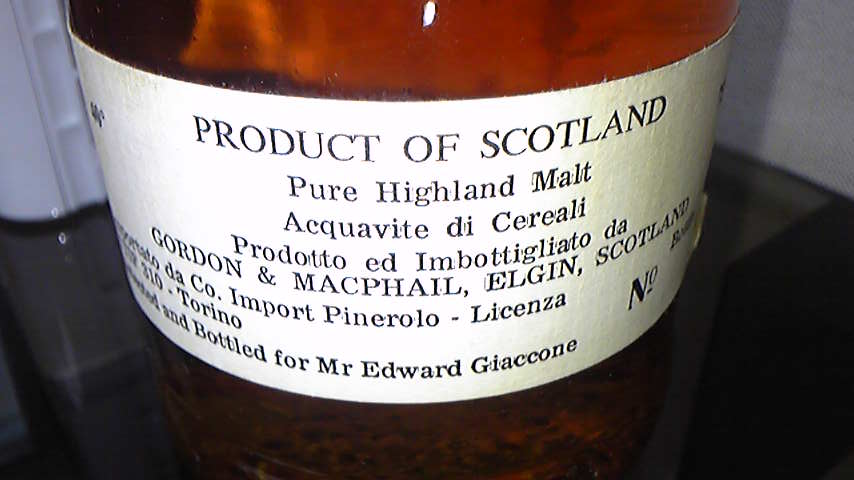 PRODUCT OF SCOTLAND
Pure Highland Malt
Acquavite di Cereali
Prodotto ed Imbottigliato da
GORDON & MACPHAIL, ELGIN, SCOTLAND
da Co. Import Pinerolo - Licenza
310 - Torino
No
and Bottled for Mr Edward Giaccone